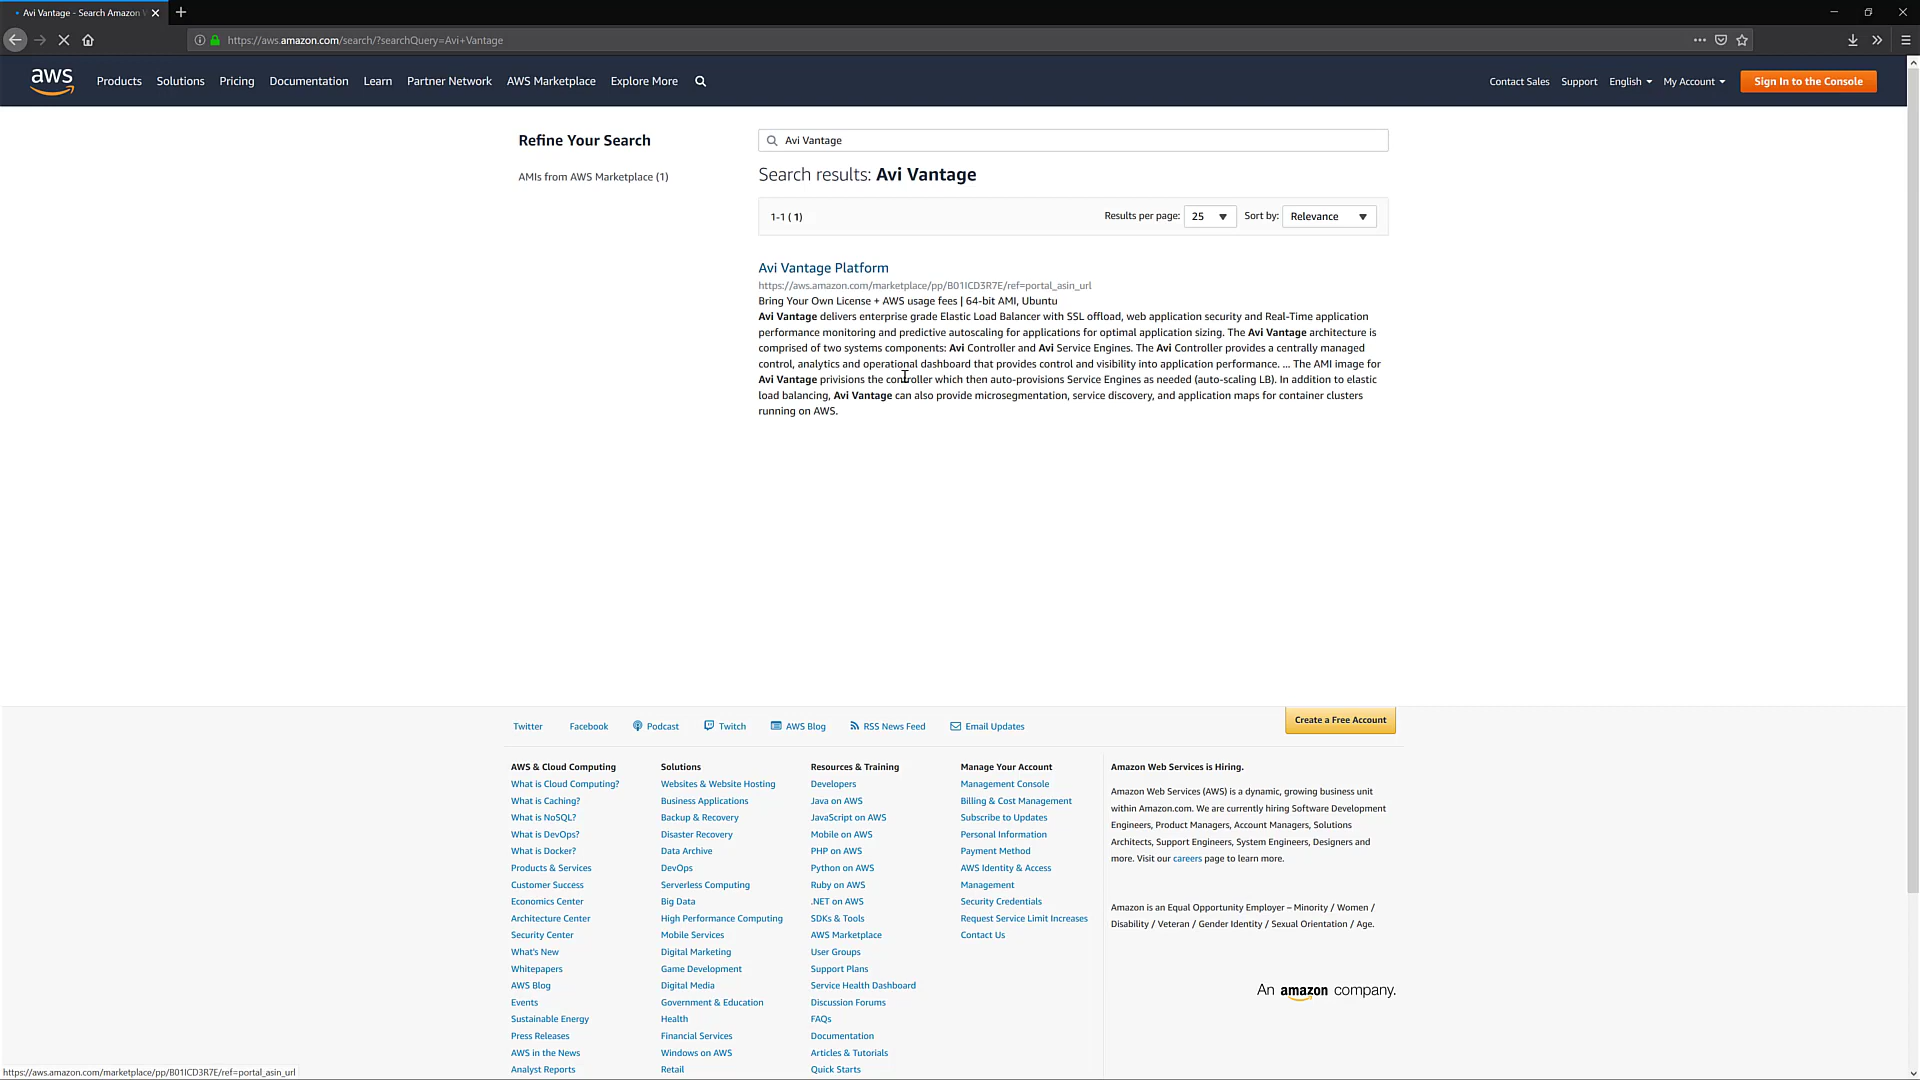 Avi Vantage - Search Amazon
https://aws.amazon.com/search/?searchQuery=Avi+Vantage
aws
Products
Solutions
Pricing
Documentation
Learn
Partner Network
AWS Marketplace
Explore More
Contact Sales
Support
English
My Account
Sign In to the Console
Refine Your Search
AMIs from AWS Marketplace (1)
Avi Vantage
Search results: Avi Vantage
1-1 ( 1)
Results per page: 25
Sort by: Relevance
Avi Vantage Platform
https://aws.amazon.com/marketplace/pp/B01ICD3R7E/ref=portal_asin_url
Bring Your Own License + AWS usage fees | 64-bit AMI, Ubuntu
Avi Vantage delivers enterprise grade Elastic Load Balancer with SSL offload, web application security and Real-Time application
performance monitoring and predictive autoscaling for applications for optimal application sizing. The Avi Vantage architecture is
comprised of two systems components: Avi Controller and Avi Service Engines. The Avi Controller provides a centrally managed
control, analytics and operational dashboard that provides control and visibility into application performance. ... The AMI image for
Avi Vantage privisions the controller which then auto-provisions Service Engines as needed (auto-scaling LB). In addition to elastic
load balancing, Avi Vantage can also provide microsegmentation, service discovery, and application maps for container clusters
running on AWS.
Twitter
Facebook
Podcast
Twitch
AWS Blog
RSS News Feed
Email Updates
Create a Free Account
AWS & Cloud Computing
What is Cloud Computing?
What is Caching?
What is NoSQL?
What is DevOps?
What is Docker?
Products & Services
Customer Success
Economics Center
Architecture Center
Security Center
What's New
Whitepapers
AWS Blog
Events
Sustainable Energy
Press Releases
AWS in the News
Analyst Reports
Solutions
Websites & Website Hosting
Business Applications
Backup & Recovery
Disaster Recovery
Data Archive
DevOps
Serverless Computing
Big Data
High Performance Computing
Mobile Services
Digital Marketing
Game Development
Digital Media
Government & Education
Health
Financial Services
Windows on AWS
Retail
Resources & Training
Developers
Java on AWS
JavaScript on AWS
Mobile on AWS
PHP on AWS
Python on AWS
Ruby on AWS
.NET on AWS
SDKs & Tools
AWS Marketplace
User Groups
Support Plans
Service Health Dashboard
Discussion Forums
FAQs
Documentation
Articles & Tutorials
Quick Starts
Manage Your Account
Management Console
Billing & Cost Management
Subscribe to Updates
Personal Information
Payment Method
AWS Identity & Access
Management
Security Credentials
Request Service Limit Increases
Contact Us
Amazon Web Services is Hiring.
Amazon Web Services (AWS) is a dynamic, growing business unit
within Amazon.com. We are currently hiring Software Development
Engineers, Product Managers, Account Managers, Solutions
Architects, Support Engineers, System Engineers, Designers and
more. Visit our careers page to learn more.
Amazon is an Equal Opportunity Employer – Minority / Women /
Disability / Veteran / Gender Identity / Sexual Orientation / Age.
An amazon company.
https://aws.amazon.com/marketplace/pp/B01ICD3R7E/ref=portal_asin_url